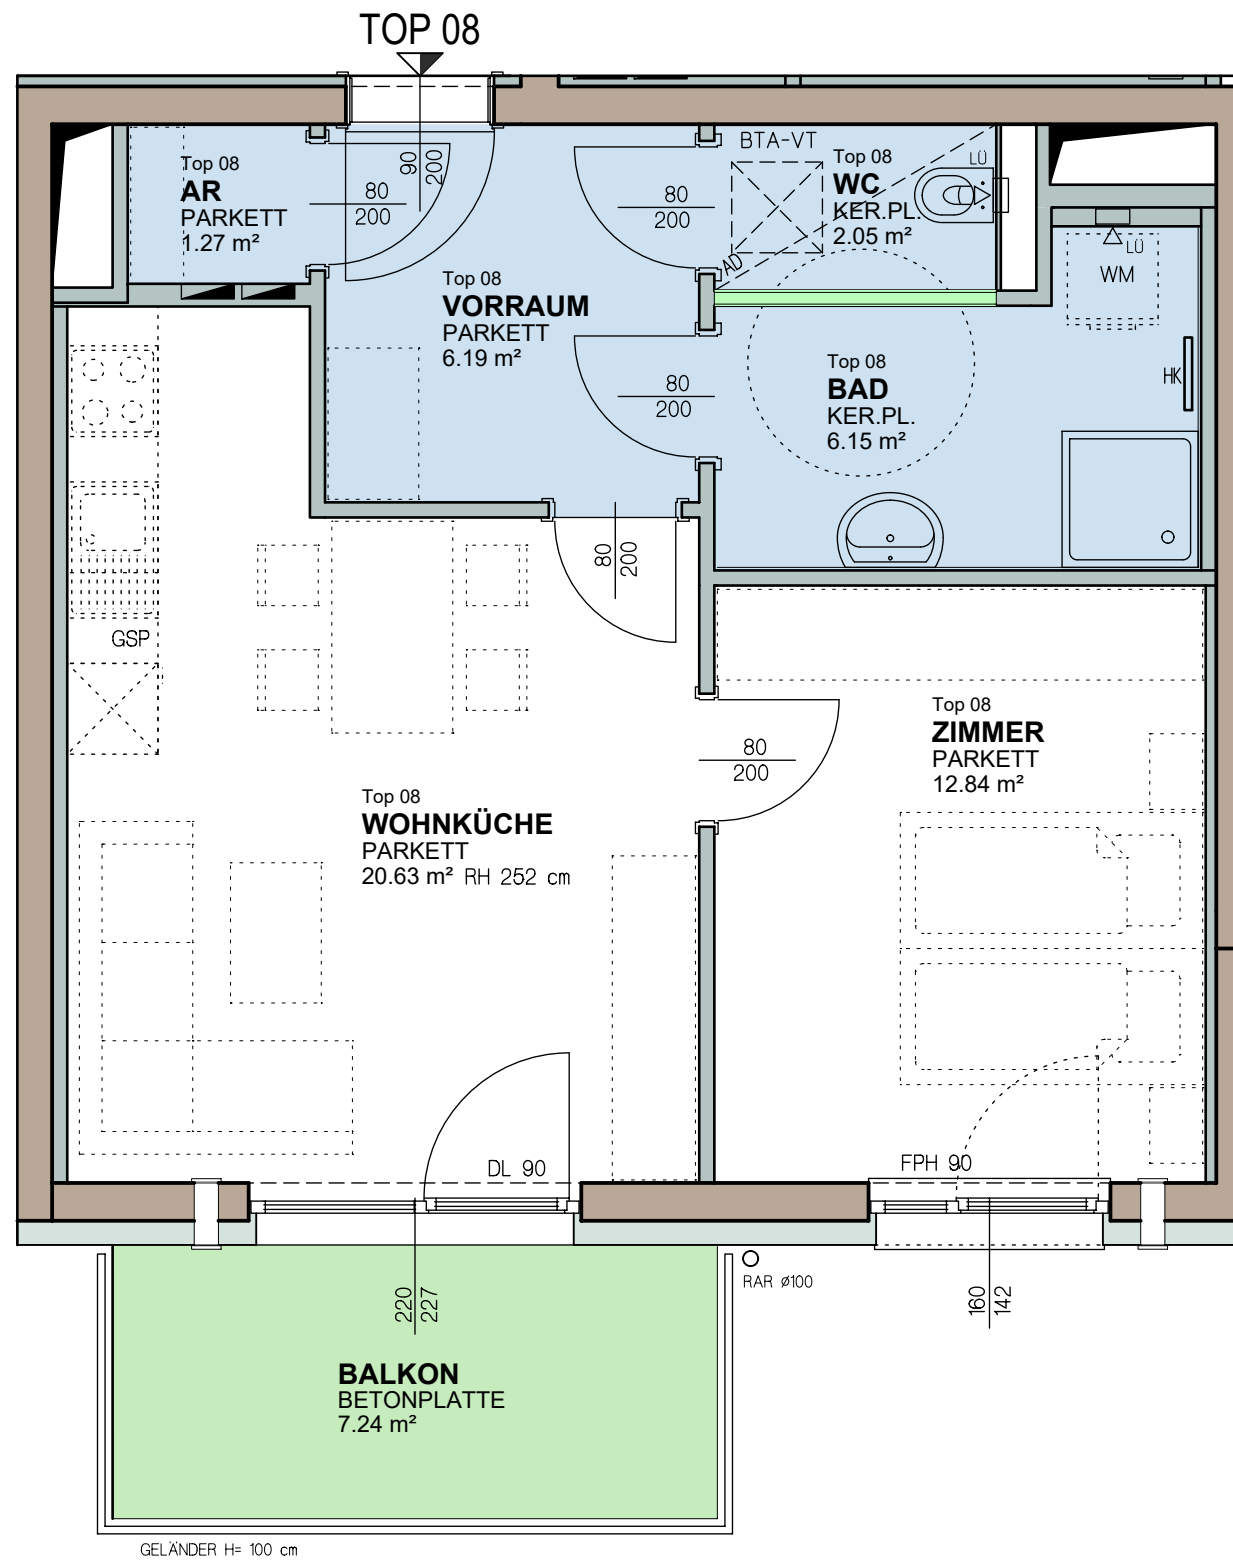 TOP 08
Top 08
AR
PARKETT
1.27 m²
80
200
90
200
80
200
BTA-VT
Top 08
WC
KER.PL.
2.05 m²
LÜ
AD
LÜ
WM
HK
Top 08
VORRAUM
PARKETT
6.19 m²
80
200
Top 08
BAD
KER.PL.
6.15 m²
80
200
GSP
80
200
Top 08
ZIMMER
PARKETT
12.84 m²
Top 08
WOHNKÜCHE
PARKETT
20.63 m² RH 252 cm
DL 90
FPH 90
220
227
RAR ø100
160
142
BALKON
BETONPLATTE
7.24 m²
GELÄNDER H= 100 cm